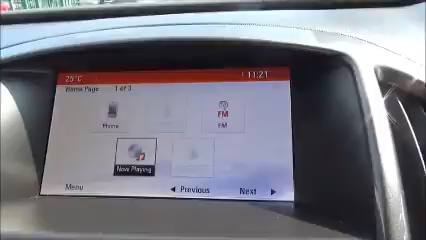 25°C 11:21
Home Page 1 of 3
FM
Phone FM
Now Playing
Menu ◀ Previous Next ▶